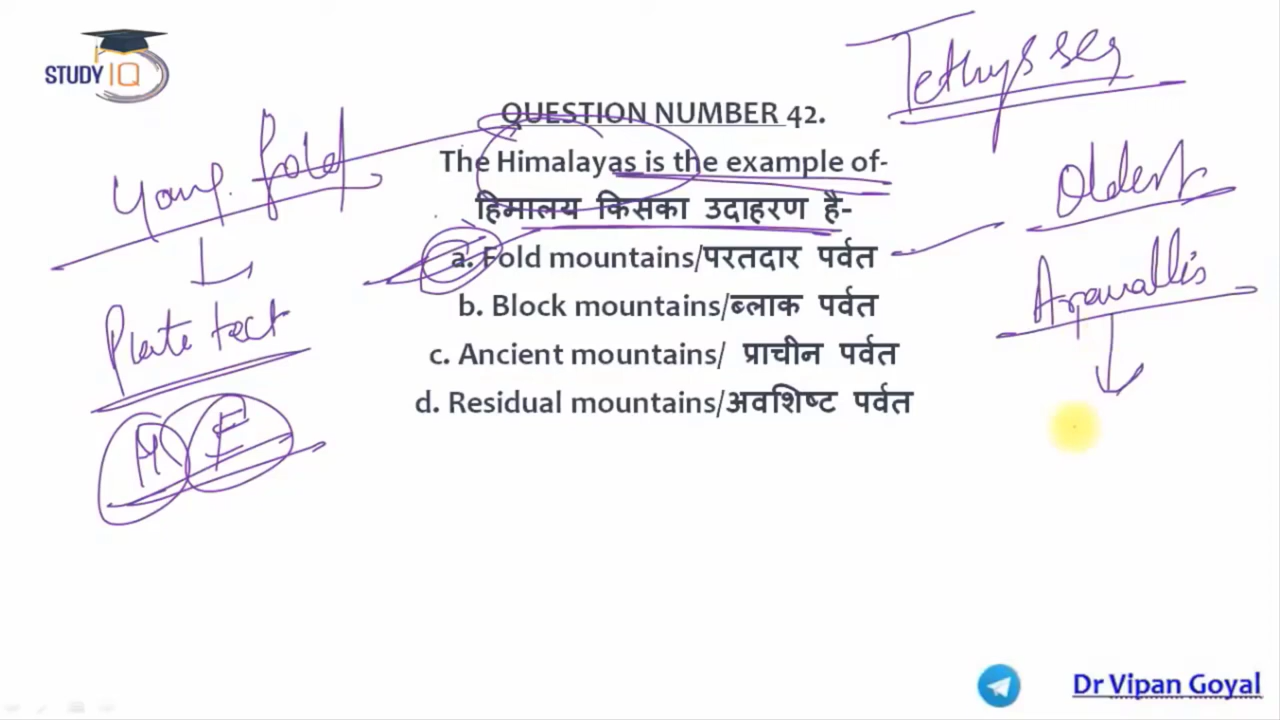 STUDY IQ
Tethys sea
QUESTION NUMBER 42.
Young fold
The Himalayas is the example of-
Oldest
हिमालय किसका उदाहरण है-
a. Fold mountains/परतदार पर्वत
Aravallis
b. Block mountains/ब्लाक पर्वत
Plate tect
c. Ancient mountains/ प्राचीन पर्वत
d. Residual mountains/अवशिष्ट पर्वत
E
Dr Vipan Goyal